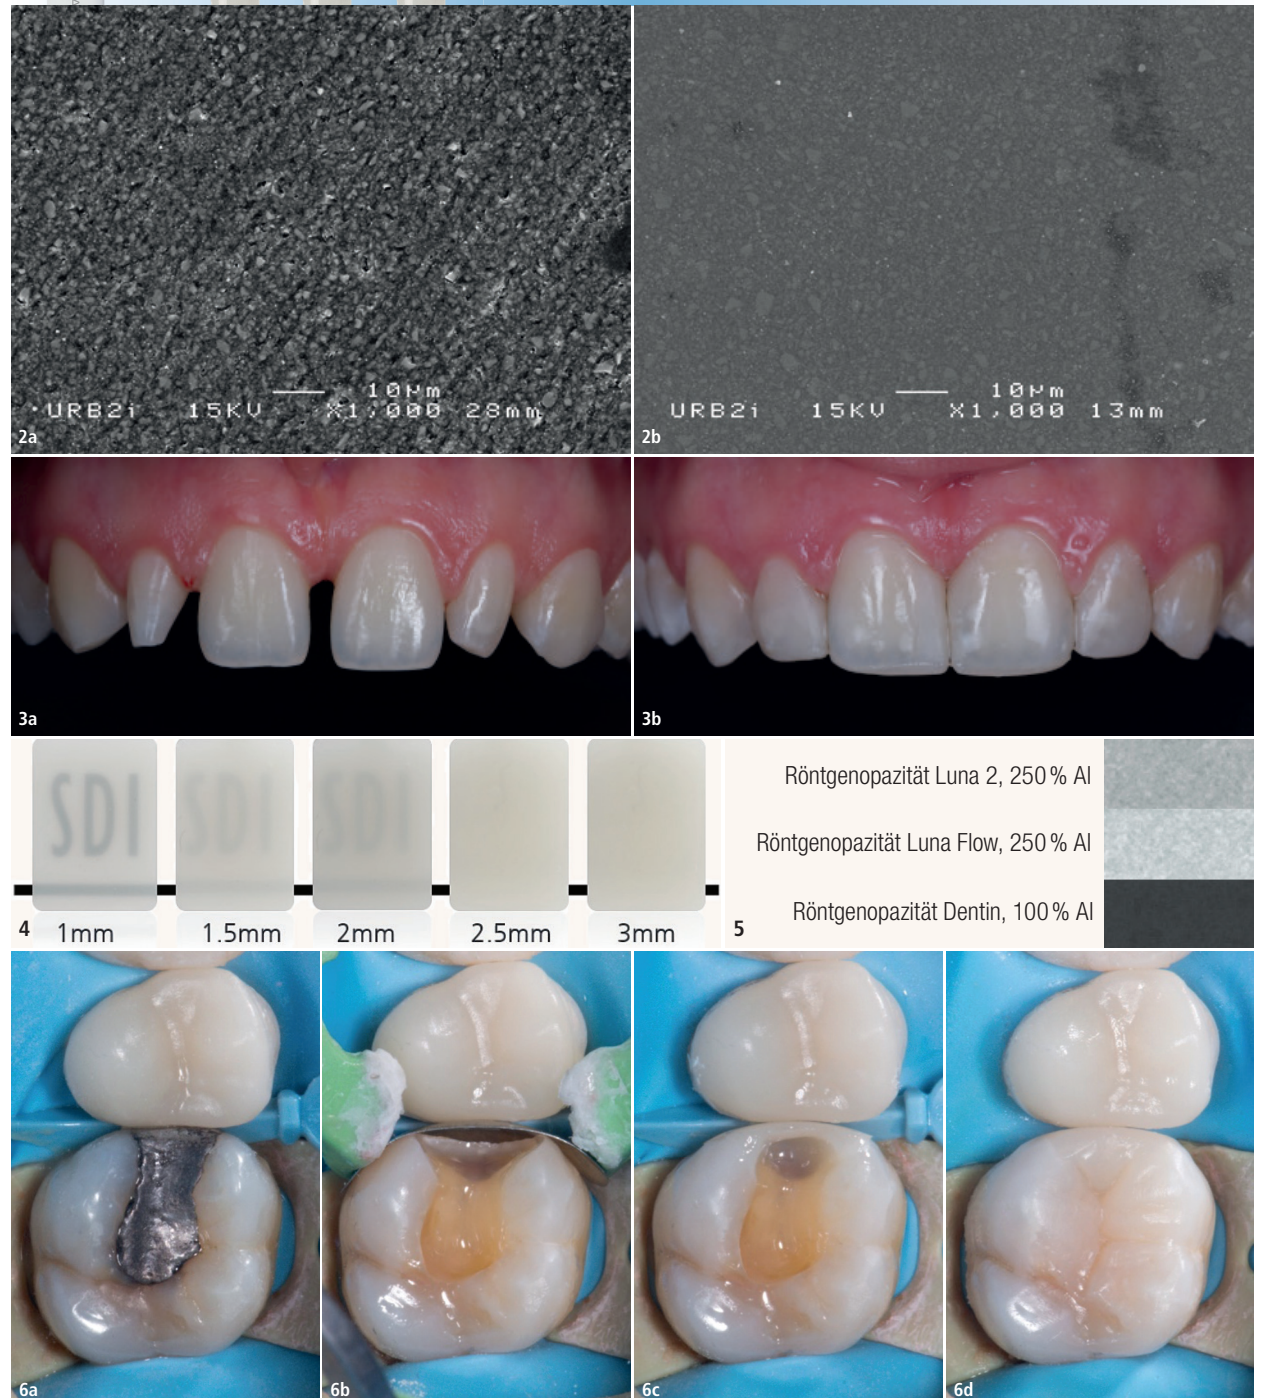 10µm
URB2i 15KV X1,000 28mm
2a
10µm
URB2i 15KV X1,000 13mm
2b
3a
3b
SDI SDI SDI
4 1mm 1.5mm 2mm 2.5mm 3mm
Röntgenopazität Luna 2, 250 % Al
Röntgenopazität Luna Flow, 250 % Al
Röntgenopazität Dentin, 100 % Al
5
6a
6b
6c
6d